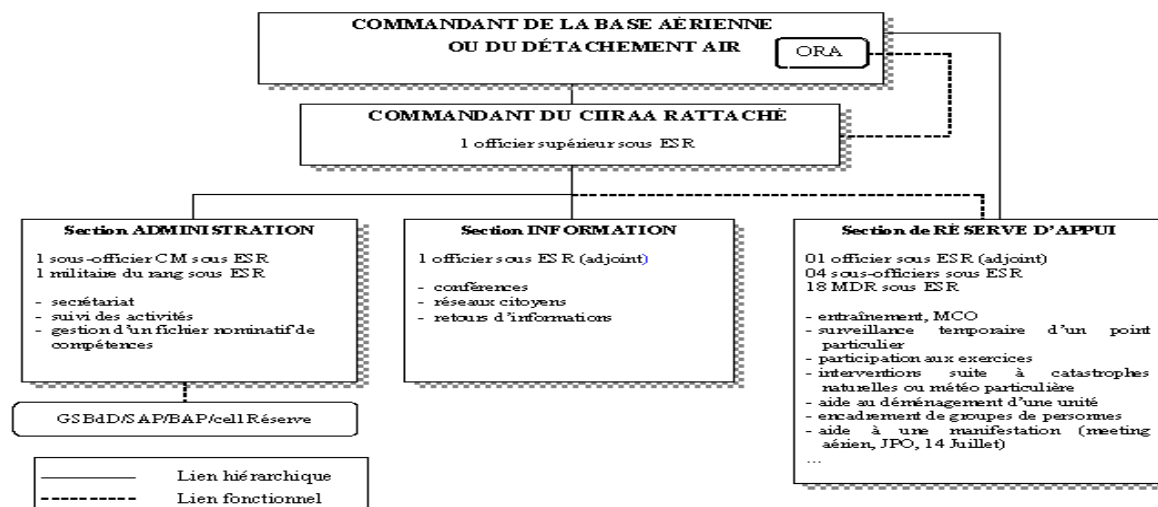 COMMANDANT DE LA BASE AÉRIENNE
OU DU DÉTACHEMENT AIR
ORA
COMMANDANT DU CIIRAA RATTACHÉ
1 officier supérieur sous ESR
Section ADMINISTRATION
1 sous-officier CM sous ESR
1 militaire du rang sous ESR
- secrétariat
- suivi des activités
- gestion d'un fichier nominatif de
compétences
GSBdD/SAP/BAP/cell Réserve
Section INFORMATION
1 officier sous ESR (adjoint)
- conférences
- réseaux citoyens
- retours d'informations
Section de RÉSERVE D'APPUI
01 officier sous ESR (adjoint)
04 sous-officiers sous ESR
18 MDR sous ESR
- entraînement, MCO
- surveillance temporaire d'un point
particulier
- participation aux exercices
- interventions suite à catastrophes
naturelles ou météo particulière
- aide au déménagement d'une unité
- encadrement de groupes de personnes
- aide à une manifestation (meeting
aérien, JPO, 14 Juillet)
...
Lien hiérarchique
Lien fonctionnel